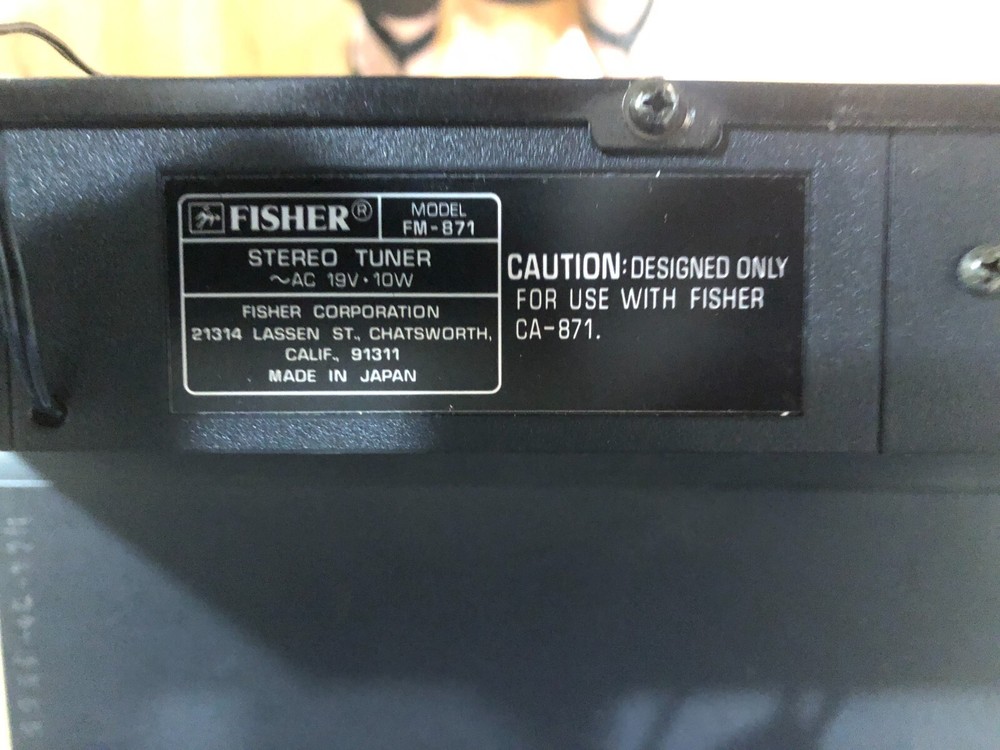 FISHER®
MODEL
FM-871
STEREO TUNER
~AC 19V·10W
FISHER CORPORATION
21314 LASSEN ST., CHATSWORTH,
CALIF., 91311
MADE IN JAPAN
CAUTION: DESIGNED ONLY
FOR USE WITH FISHER
CA-871.